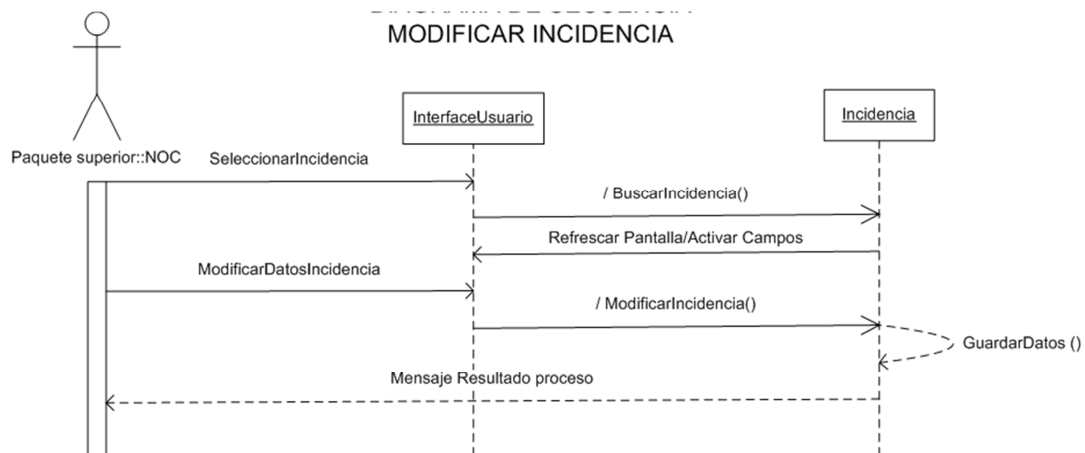 MODIFICAR INCIDENCIA
InterfaceUsuario
Incidencia
Paquete superior::NOC
SeleccionarIncidencia
/ BuscarIncidencia()
Refrescar Pantalla/Activar Campos
ModificarDatosIncidencia
/ ModificarIncidencia()
GuardarDatos ()
Mensaje Resultado proceso